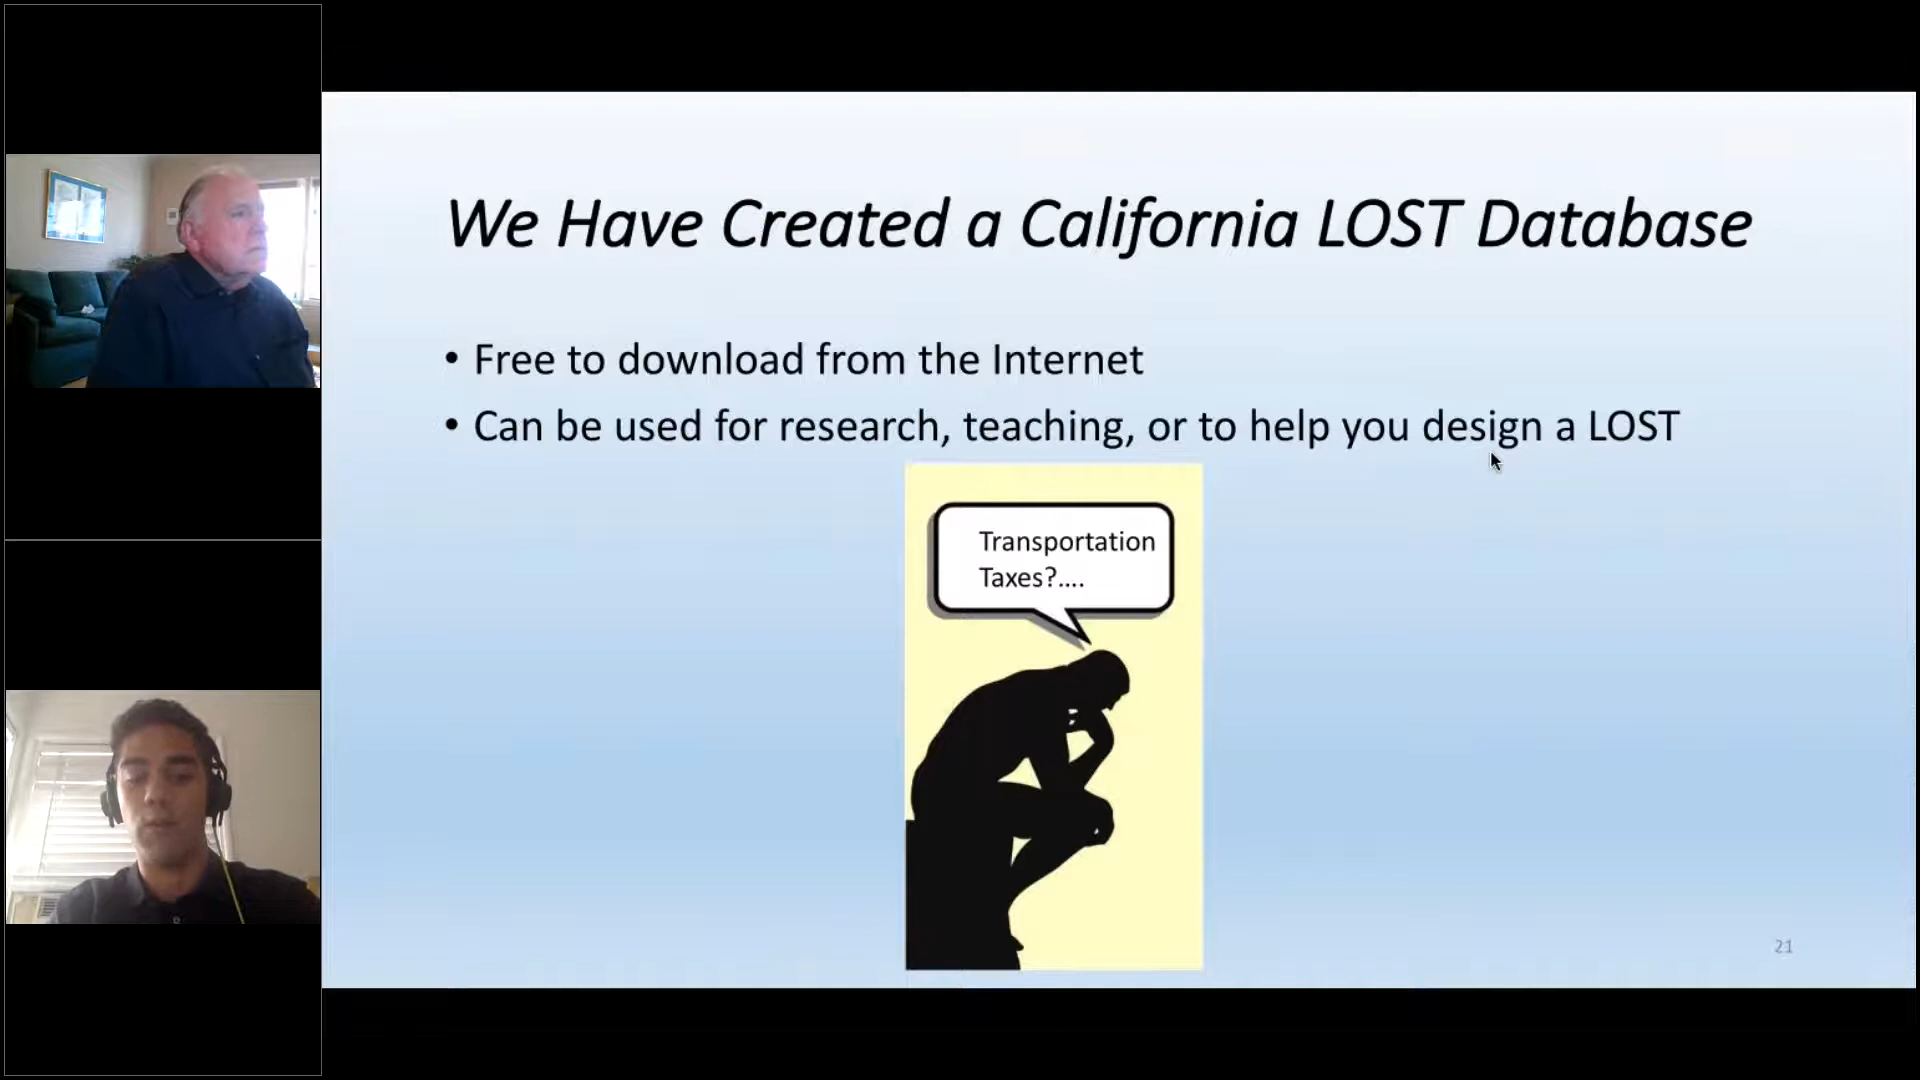 We Have Created a California LOST Database
• Free to download from the Internet
• Can be used for research, teaching, or to help you design a LOST
Transportation
Taxes?....
21